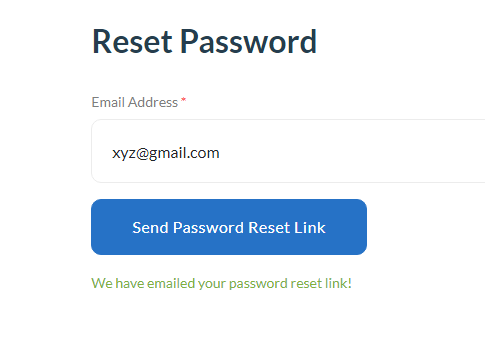 Reset Password
Email Address *
xyz@gmail.com
Send Password Reset Link
We have emailed your password reset link!